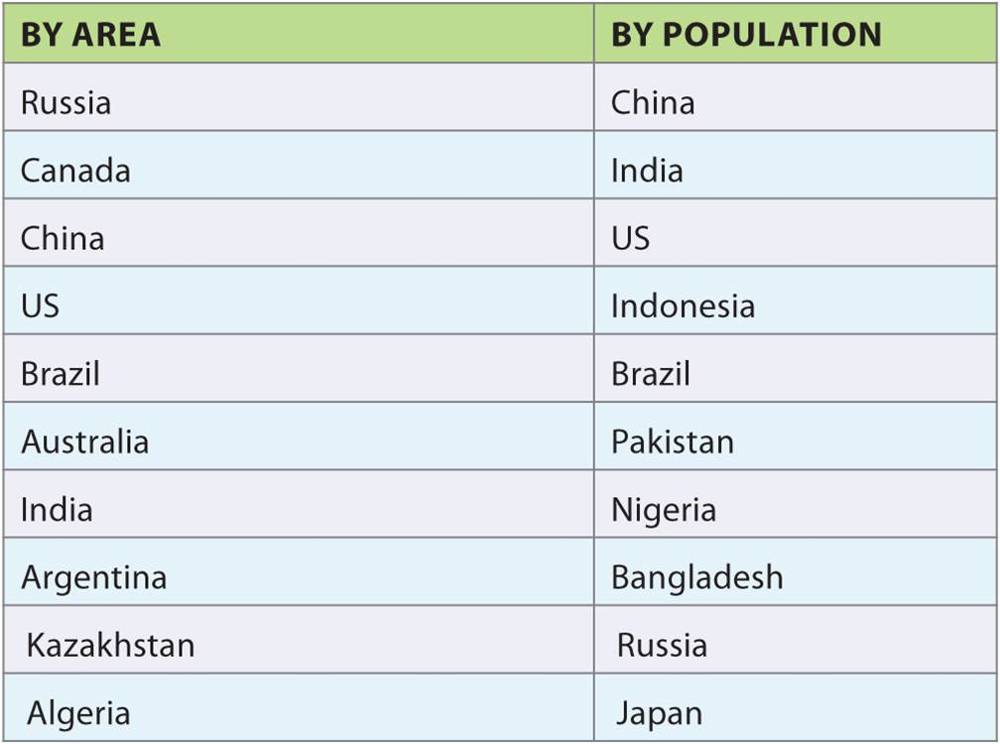 BY AREA BY POPULATION
Russia China
Canada India
China US
US Indonesia
Brazil Brazil
Australia Pakistan
India Nigeria
Argentina Bangladesh
Kazakhstan Russia
Algeria Japan